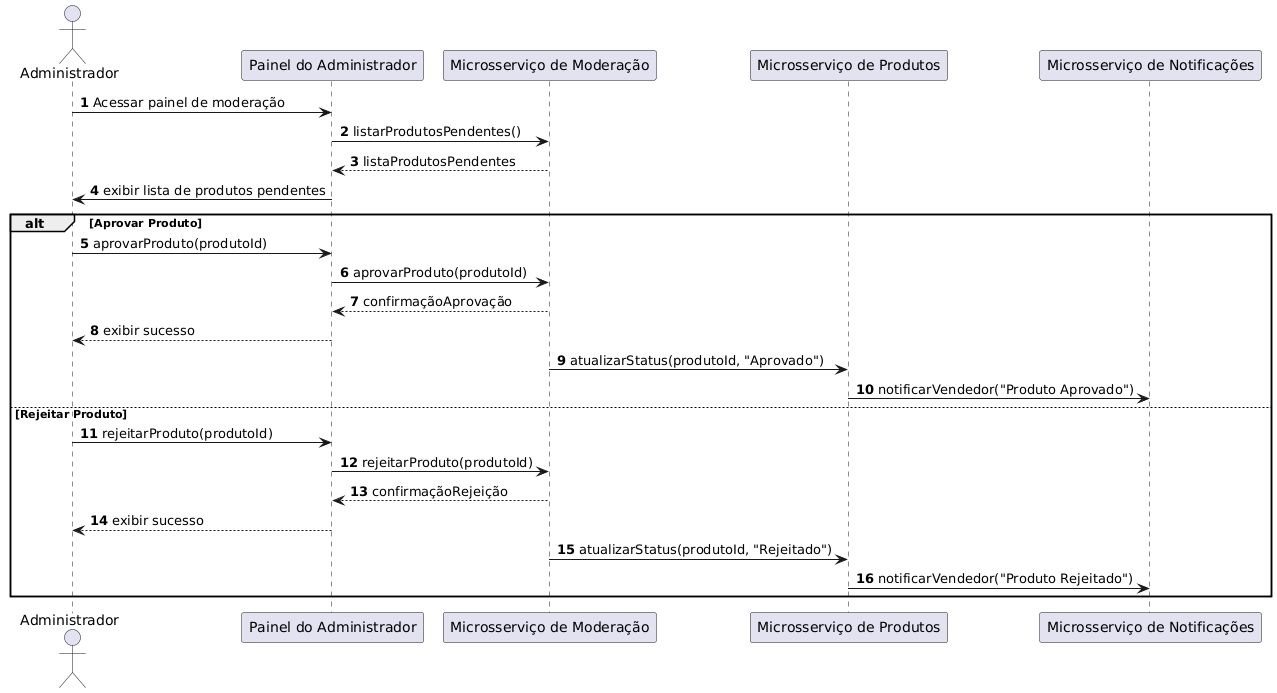 Administrador
Painel do Administrador
Microsserviço de Moderação
Microsserviço de Produtos
Microsserviço de Notificações
1 Acessar painel de moderação
2 listarProdutosPendentes()
3 listaProdutosPendentes
4 exibir lista de produtos pendentes
alt [Aprovar Produto]
5 aprovarProduto(produtoId)
6 aprovarProduto(produtoId)
7 confirmaçãoAprovação
8 exibir sucesso
9 atualizarStatus(produtoId, "Aprovado")
10 notificarVendedor("Produto Aprovado")
[Rejeitar Produto]
11 rejeitarProduto(produtoId)
12 rejeitarProduto(produtoId)
13 confirmaçãoRejeição
14 exibir sucesso
15 atualizarStatus(produtoId, "Rejeitado")
16 notificarVendedor("Produto Rejeitado")
Administrador
Painel do Administrador
Microsserviço de Moderação
Microsserviço de Produtos
Microsserviço de Notificações